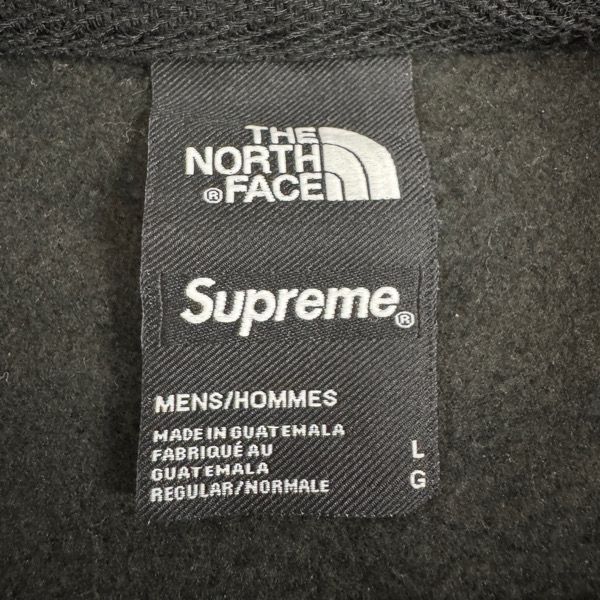 THE
NORTH
®FACE
Supreme®
MENS/HOMMES
MADE IN GUATEMALA
FABRIQUÉ AU
GUATEMALA
REGULAR/NORMALE
L
G